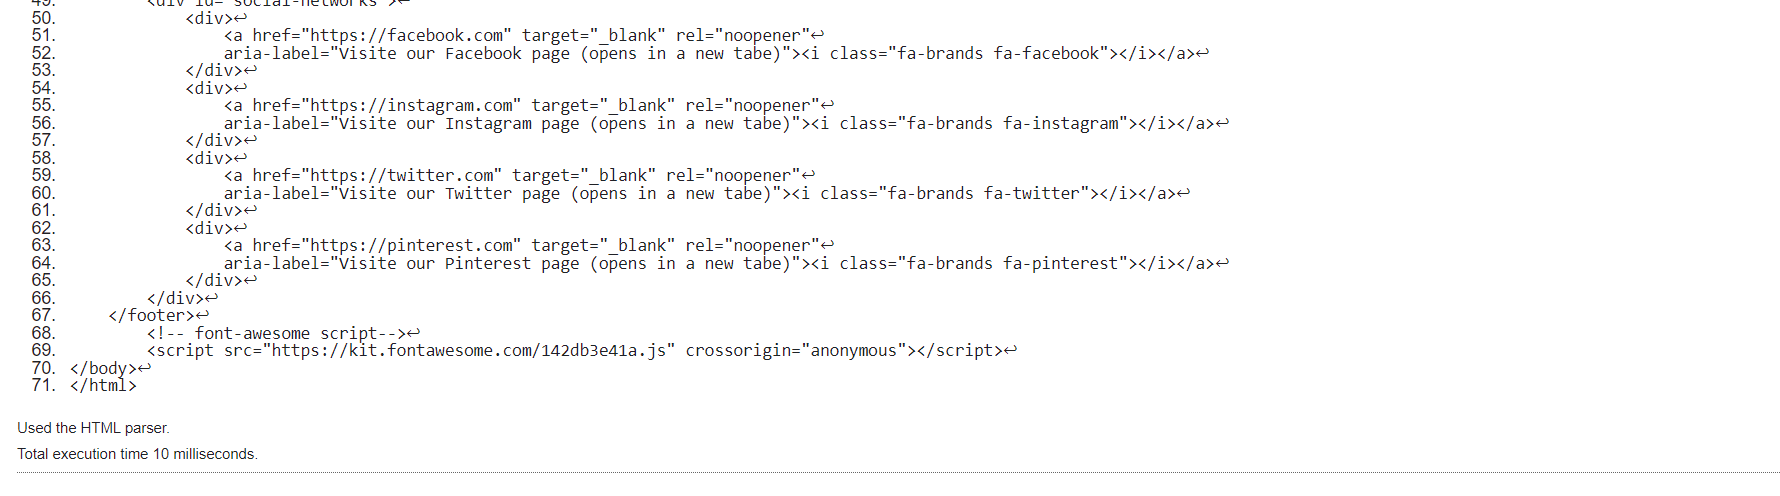 49.         <div id="social-networks">↩
50.             <div>↩
51.                 <a href="https://facebook.com" target="_blank" rel="noopener"↩
52.                 aria-label="Visite our Facebook page (opens in a new tabe)"><i class="fa-brands fa-facebook"></i></a>↩
53.             </div>↩
54.             <div>↩
55.                 <a href="https://instagram.com" target="_blank" rel="noopener"↩
56.                 aria-label="Visite our Instagram page (opens in a new tabe)"><i class="fa-brands fa-instagram"></i></a>↩
57.             </div>↩
58.             <div>↩
59.                 <a href="https://twitter.com" target="_blank" rel="noopener"↩
60.                 aria-label="Visite our Twitter page (opens in a new tabe)"><i class="fa-brands fa-twitter"></i></a>↩
61.             </div>↩
62.             <div>↩
63.                 <a href="https://pinterest.com" target="_blank" rel="noopener"↩
64.                 aria-label="Visite our Pinterest page (opens in a new tabe)"><i class="fa-brands fa-pinterest"></i></a>↩
65.             </div>↩
66.         </div>↩
67.     </footer>↩
68.         <!-- font-awesome script-->↩
69.         <script src="https://kit.fontawesome.com/142db3e41a.js" crossorigin="anonymous"></script>↩
70. </body>↩
71. </html>
Used the HTML parser.
Total execution time 10 milliseconds.